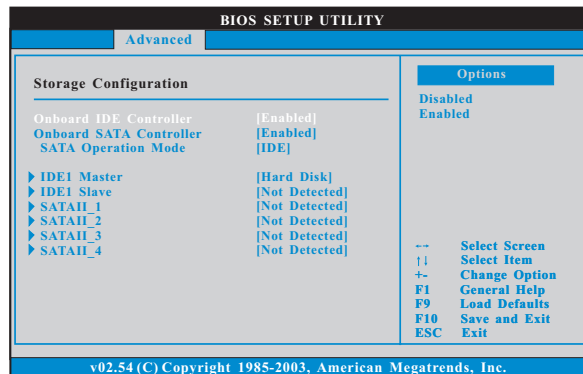 BIOS SETUP UTILITY
Advanced
Storage Configuration
Onboard IDE Controller [Enabled]
Onboard SATA Controller [Enabled]
SATA Operation Mode [IDE]
IDE1 Master [Hard Disk]
IDE1 Slave [Not Detected]
SATAII_1 [Not Detected]
SATAII_2 [Not Detected]
SATAII_3 [Not Detected]
SATAII_4 [Not Detected]
Options
Disabled
Enabled
←→ Select Screen
↑↓ Select Item
+- Change Option
F1 General Help
F9 Load Defaults
F10 Save and Exit
ESC Exit
v02.54 (C) Copyright 1985-2003, American Megatrends, Inc.